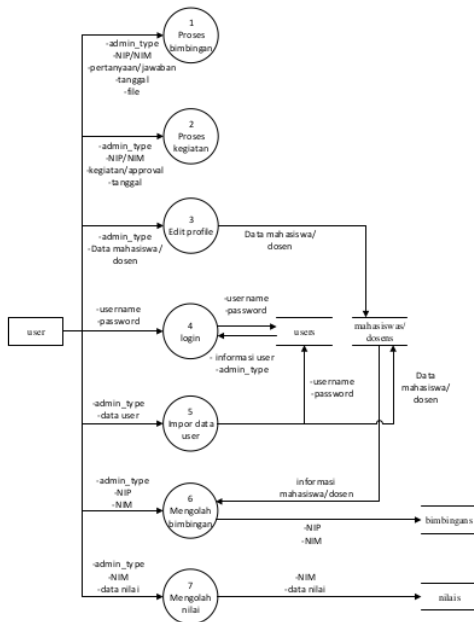 1
Proses
bimbingan
-admin_type
-NIP/NIM
-pertanyaan/jawaban
-tanggal
-file
2
Proses
kegiatan
-admin_type
-NIP/NIM
-kegiatan/approval
-tanggal
3
Edit profile
-admin_type
-Data mahasiswa/
dosen
Data mahasiswa/
dosen
user
-username
-password
4
login
-username
-password
- informasi user
-admin_type
users
mahasiswas/
dosens
-username
-password
Data
mahasiswa/
dosen
-admin_type
-data user
5
Impor data
user
informasi
mahasiswa/dosen
-admin_type
-NIP
-NIM
6
Mengolah
bimbingan
-NIP
-NIM
bimbingans
-admin_type
-NIM
-data nilai
7
Mengolah
nilai
-NIM
-data nilai
nilais